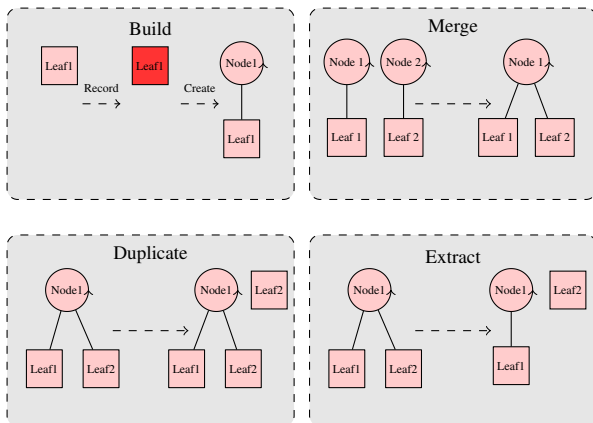 Build
Leaf1
Record
Leaf1
Create
Node1
Leaf1
Merge
Node 1
Node 2
Leaf 1
Leaf 2
Node 1
Leaf 1
Leaf 2
Duplicate
Node1
Leaf1
Leaf2
Node1
Leaf2
Leaf1
Leaf2
Extract
Node1
Leaf1
Leaf2
Node1
Leaf2
Leaf1